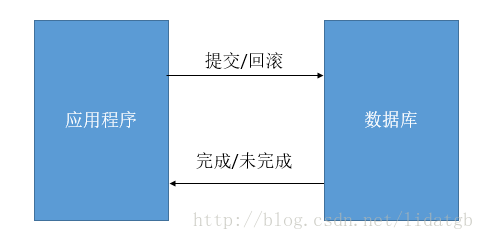 提交/回滚
应用程序
数据库
完成/未完成
http://blog.csdn.net/lidatgb